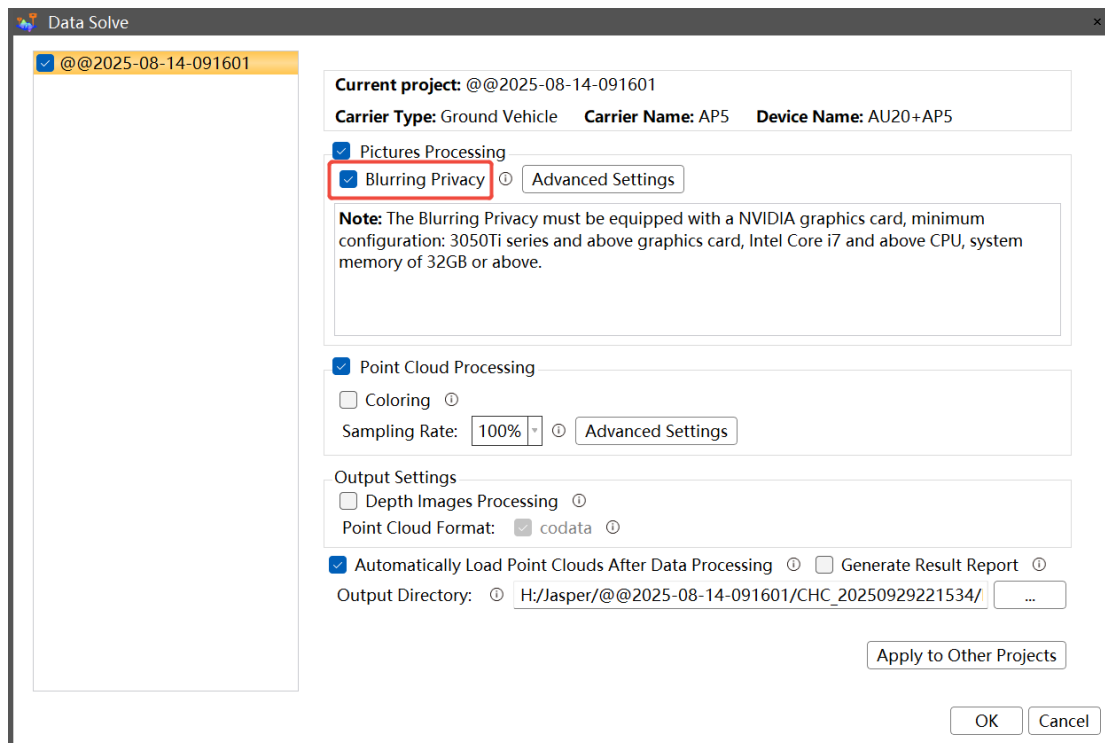 Data Solve
@@2025-08-14-091601
Current project: @@2025-08-14-091601
Carrier Type: Ground Vehicle Carrier Name: AP5 Device Name: AU20+AP5
Pictures Processing
Blurring Privacy Advanced Settings
Note: The Blurring Privacy must be equipped with a NVIDIA graphics card, minimum
configuration: 3050Ti series and above graphics card, Intel Core i7 and above CPU, system
memory of 32GB or above.
Point Cloud Processing
Coloring
Sampling Rate: 100% Advanced Settings
Output Settings
Depth Images Processing
Point Cloud Format: codata
Automatically Load Point Clouds After Data Processing Generate Result Report
Output Directory: H:/Jasper/@@2025-08-14-091601/CHC_20250929221534/ ...
Apply to Other Projects
OK Cancel